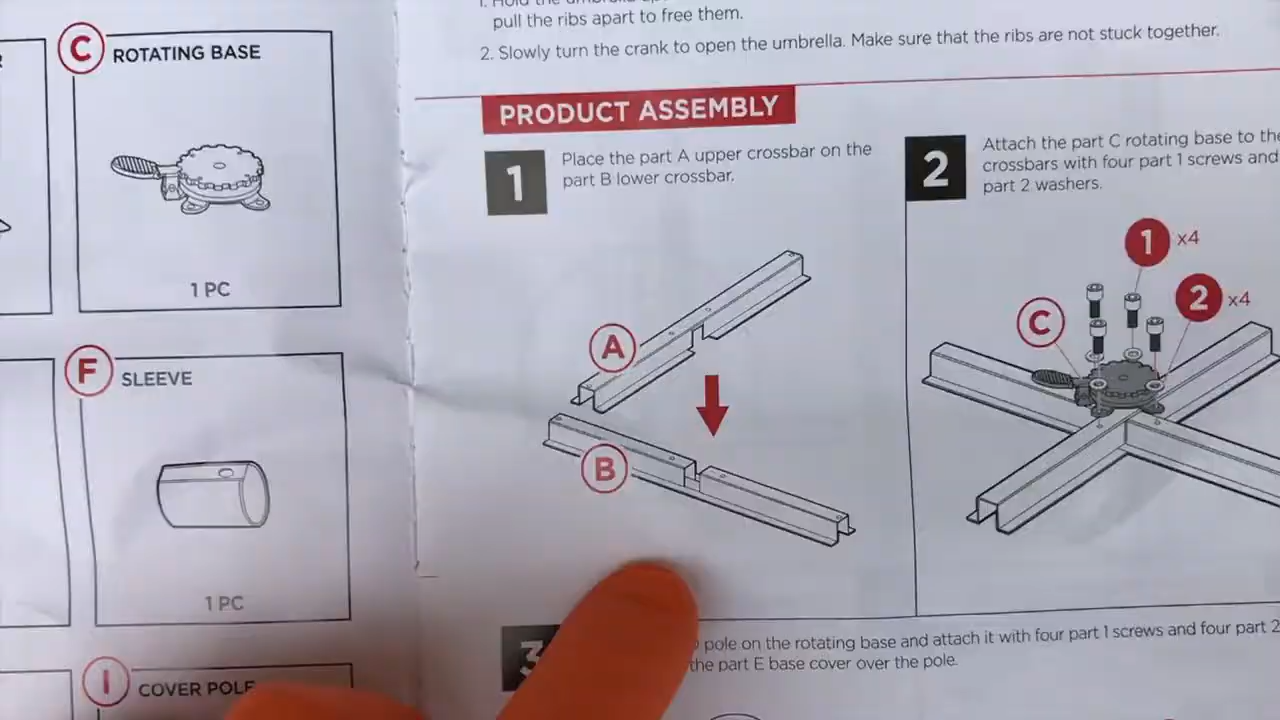 C ROTATING BASE
1 PC
F SLEEVE
1 PC
I COVER POLE
pull the ribs apart to free them.
2. Slowly turn the crank to open the umbrella. Make sure that the ribs are not stuck together.
PRODUCT ASSEMBLY
1
Place the part A upper crossbar on the
part B lower crossbar.
A
B
2
Attach the part C rotating base to the
crossbars with four part 1 screws and
part 2 washers.
1 x4
2 x4
C
3
pole on the rotating base and attach it with four part 1 screws and four part 2
the part E base cover over the pole.